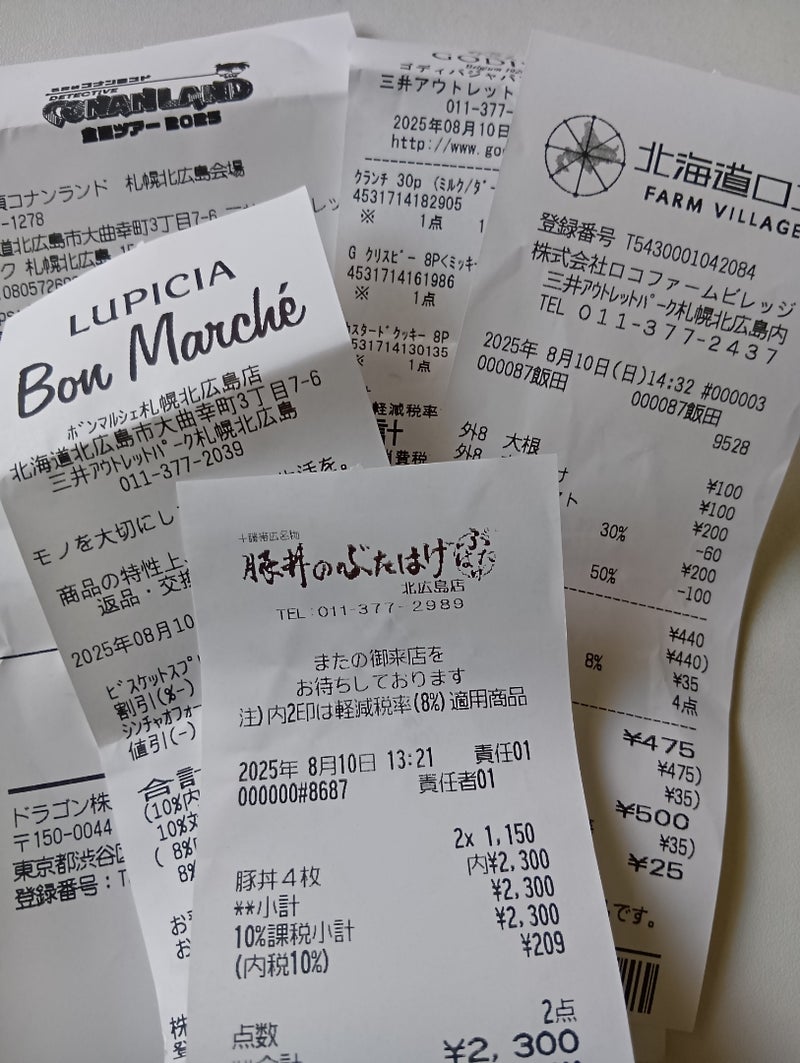 DETECTIVE
CONANLAND
全国ツアー 2025
コナンランド 札幌北広島会場
-1278
道北広島市大曲幸町3丁目7-6
ク 札幌北広島
ドラゴン株
〒150-0044
東京都渋谷区
登録番号：T
三井アウトレット
011-377-
2025年08月10日
http://www.go
クランチ 30p (ミルク/ダー
4531714182905
※ 1点 1
G クリスピー 8P<ミッキ
4531714161986
※ 1点
スタードクッキー 8P
4531714130135
※ 1点
軽減税率
計 外8
消費税 外8
北海道ロコ
FARM VILLAGE
登録番号 T5430001042084
株式会社ロコファームビレッジ
三井アウトレットパーク札幌北広島内
TEL 011-377-2437
2025年 8月10日(日)14:32 #000003
000087飯田 000087飯田
9528
大根
¥100
¥100
¥200
30% -60
¥200
50% -100
¥440
¥440)
8% ¥35
4点
¥475
¥475)
¥35)
¥500
¥35)
¥25
です。
LUPICIA
Bon Marché
ボンマルシェ札幌北広島店
北海道北広島市大曲幸町3丁目7-6
三井アウトレットパーク札幌北広島
011-377-2039
生活を。
モノを大切にし
商品の特性上、
返品・交換
2025年08月10
ビスケットスプ
割引(%-)
シンチャオフォー
値引(-)
合計
(10%内
10%対
( 8%内
8%
お
お
株
登
十勝帯広名物
豚丼のぶたはげ
ぶたはげ
北広島店
TEL:011-377-2989
またの御来店を
お待ちしております
注)内2印は軽減税率(8%)適用商品
2025年 8月10日 13:21 責任01
000000#8687 責任者01
2x 1,150
豚丼4枚 内¥2,300
**小計 ¥2,300
10%課税小計 ¥2,300
(内税10%) ¥209
点数 2点
**合計 ¥2,300